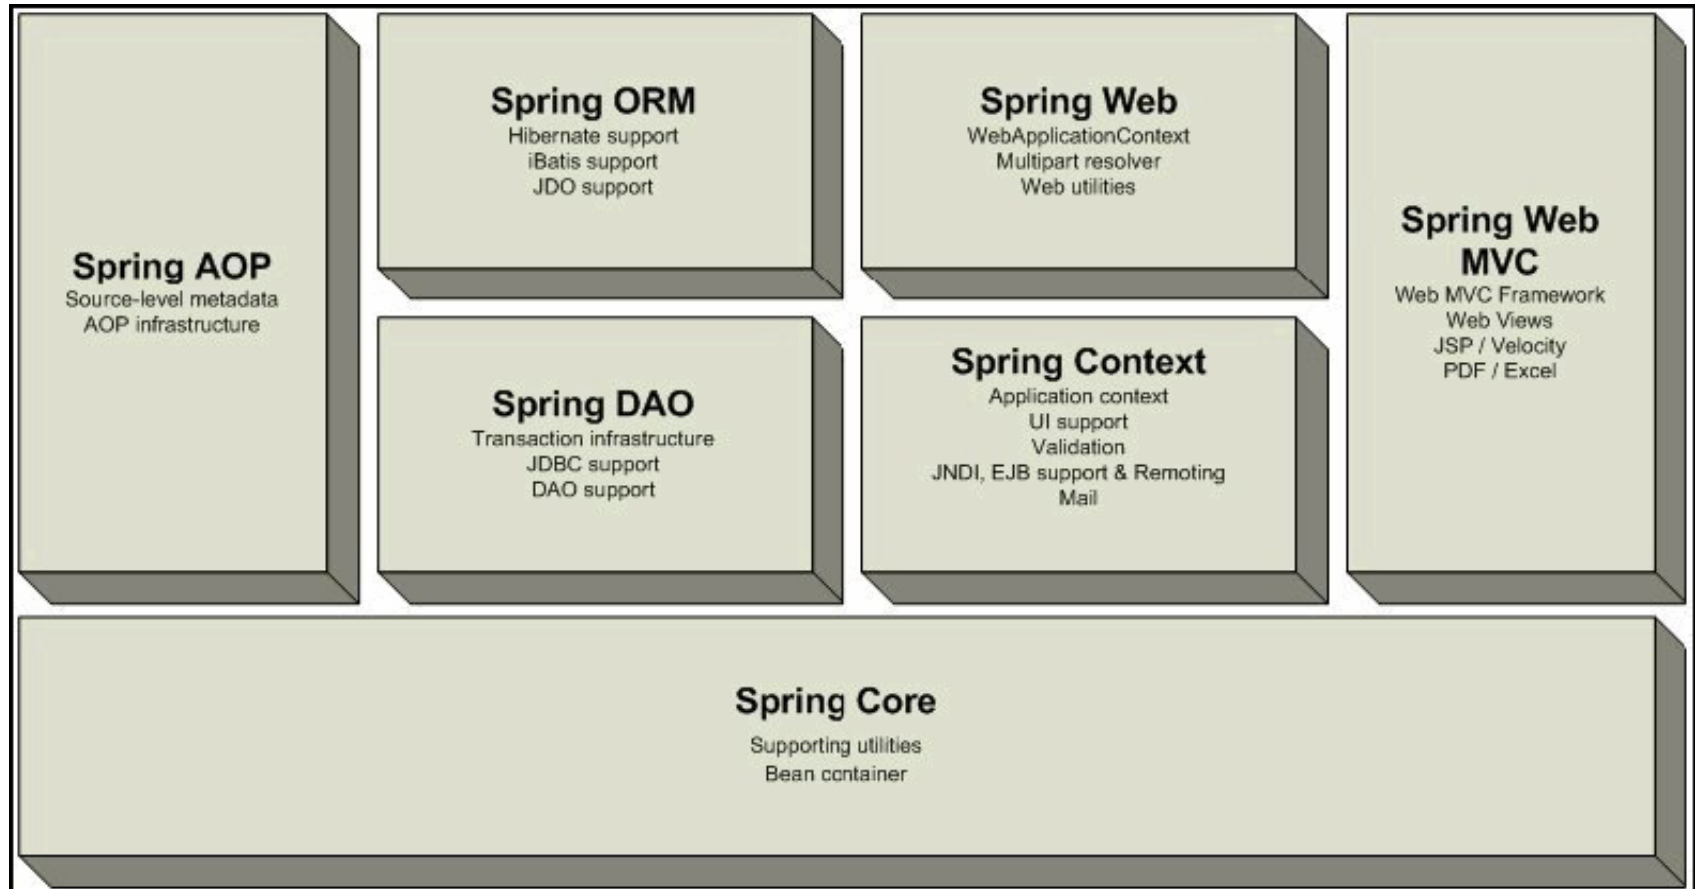 Spring AOP
Source-level metadata
AOP infrastructure
Spring ORM
Hibernate support
iBatis support
JDO support
Spring DAO
Transaction infrastructure
JDBC support
DAO support
Spring Web
WebApplicationContext
Multipart resolver
Web utilities
Spring Context
Application context
UI support
Validation
JNDI, EJB support & Remoting
Mail
Spring Web
MVC
Web MVC Framework
Web Views
JSP / Velocity
PDF / Excel
Spring Core
Supporting utilities
Bean container